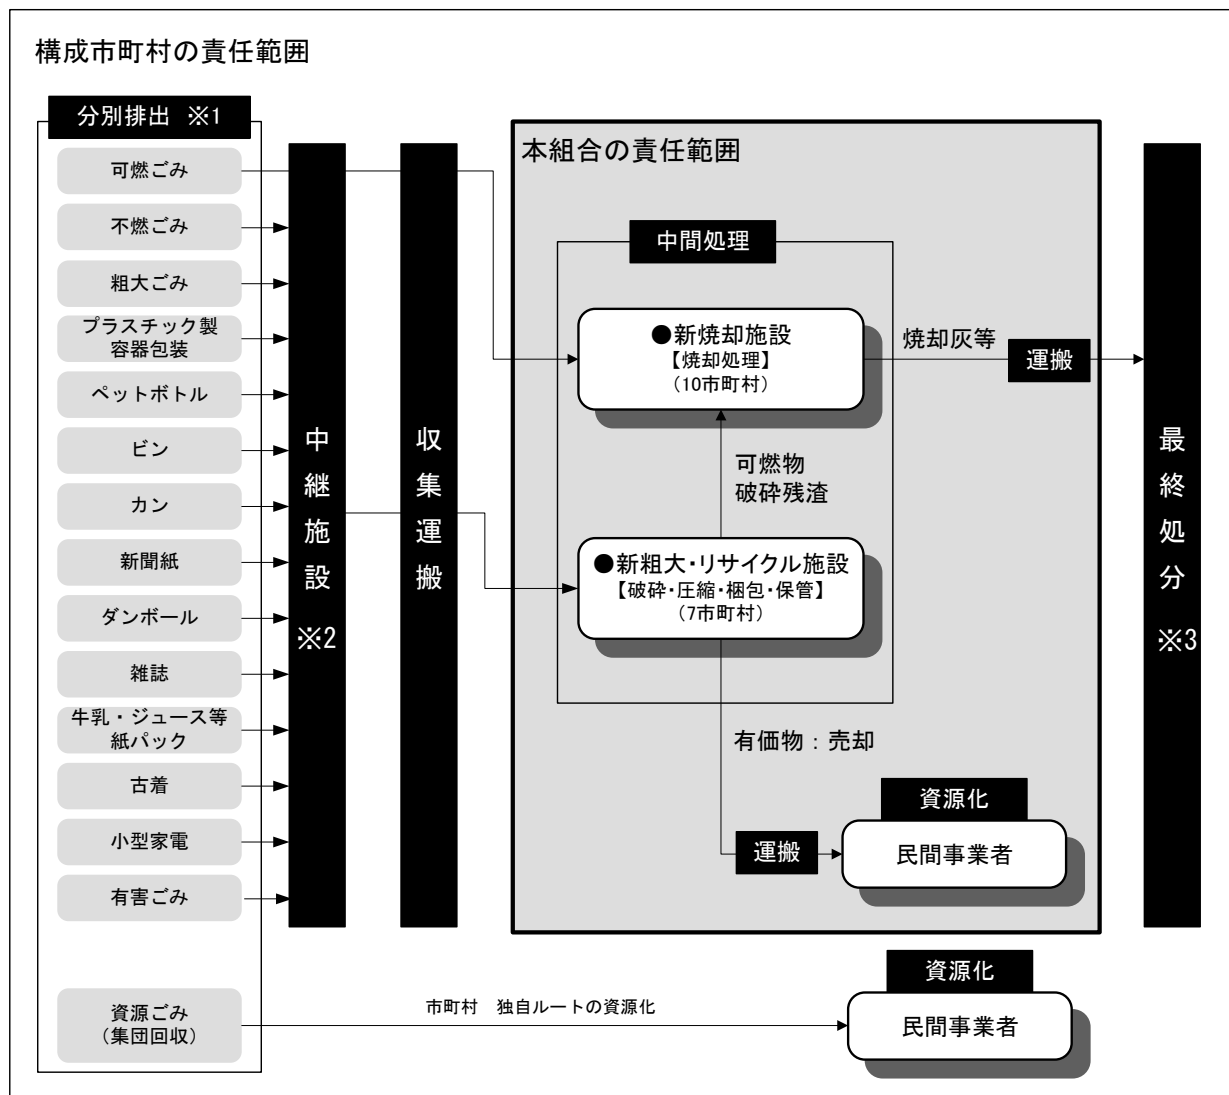 構成市町村の責任範囲
分別排出 ※1
可燃ごみ
不燃ごみ
粗大ごみ
プラスチック製
容器包装
ペットボトル
ビン
カン
新聞紙
ダンボール
雑誌
牛乳・ジュース等
紙パック
古着
小型家電
有害ごみ
資源ごみ
(集団回収)
中継施設※2
収集運搬
本組合の責任範囲
中間処理
●新焼却施設
【焼却処理】
(10市町村)
焼却灰等
運搬
可燃物
破砕残渣
●新粗大・リサイクル施設
【破砕・圧縮・梱包・保管】
(7市町村)
有価物：売却
運搬
資源化
民間事業者
最終処分※3
市町村　独自ルートの資源化
資源化
民間事業者